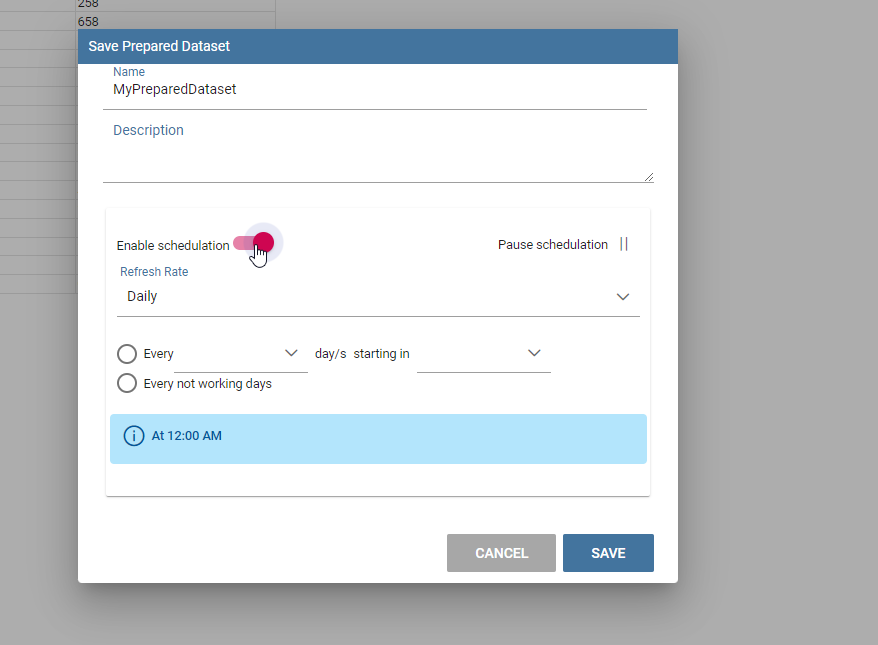 258
658
Save Prepared Dataset
Name
MyPreparedDataset
Description
Enable schedulation Pause schedulation
Refresh Rate
Daily
Every day/s starting in
Every not working days
At 12:00 AM
CANCEL SAVE